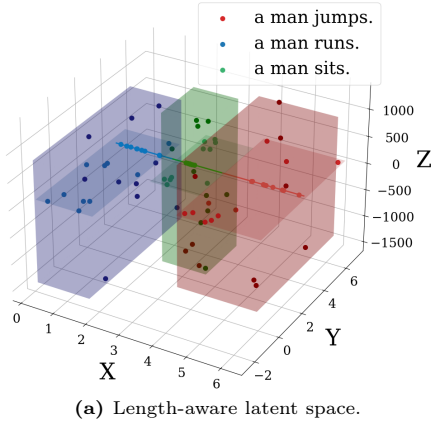 a man jumps.
a man runs.
a man sits.
1000
500
0
−500
−1000
−1500
Z
0
1
2
3
4
5
6
X
−2
0
2
4
6
Y
(a) Length-aware latent space.